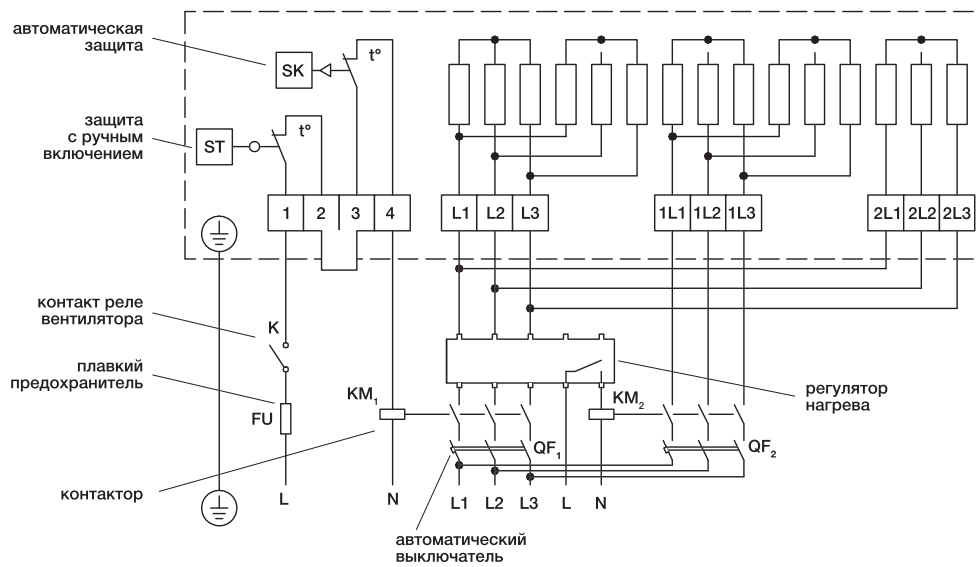 автоматическая
защита
SK
t°
защита
с ручным
включением
ST
t°
1 2 3 4
L1 L2 L3
1L1 1L2 1L3
2L1 2L2 2L3
контакт реле
вентилятора
K
плавкий
предохранитель
FU
KM1
KM2
регулятор
нагрева
QF1
QF2
контактор
L
N
L1 L2 L3 L N
автоматический
выключатель